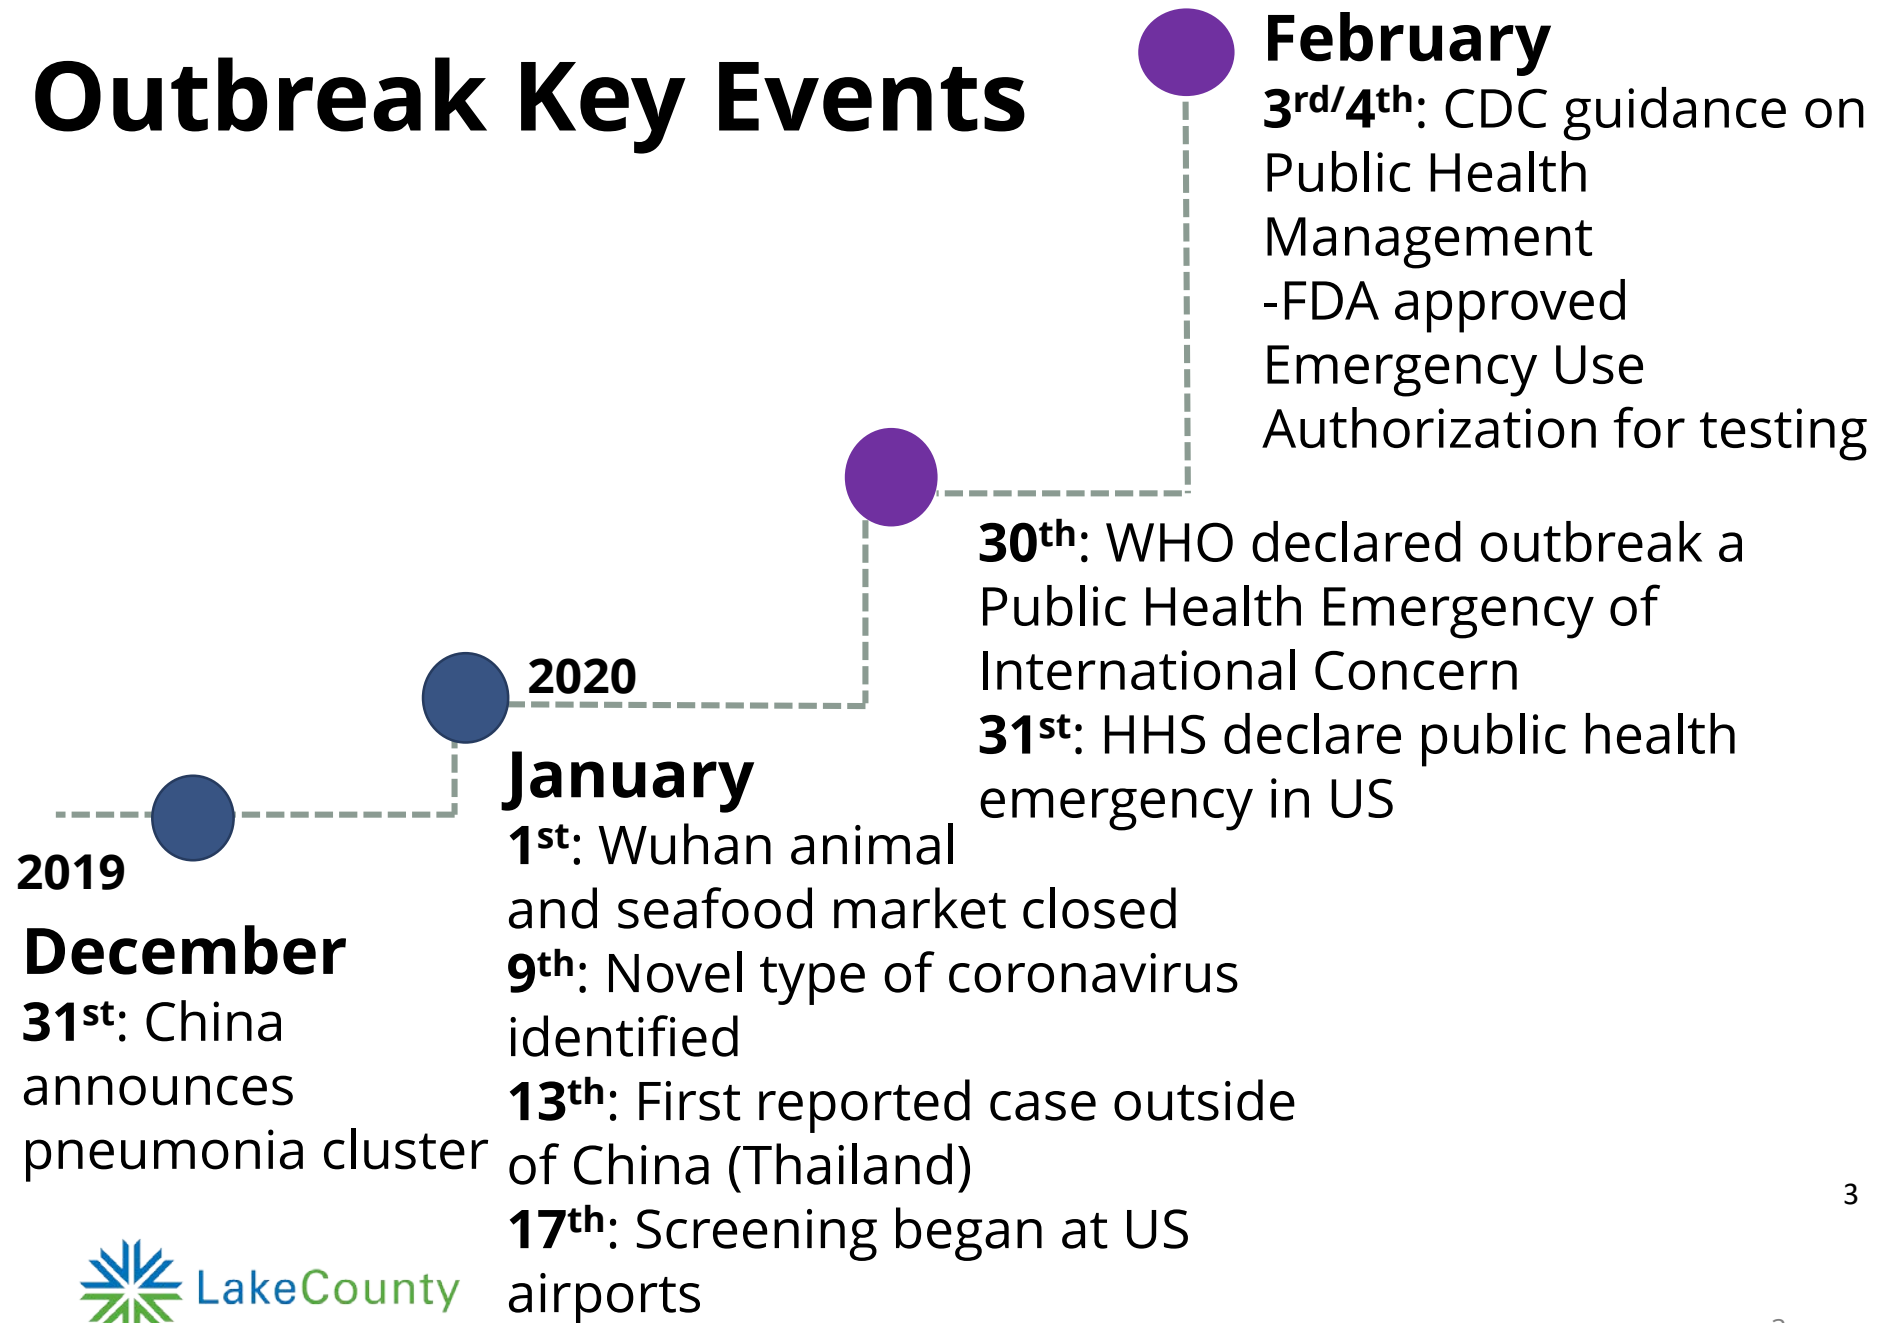 Outbreak Key Events
2019
December
31st: China
announces
pneumonia cluster
2020
January
1st: Wuhan animal
and seafood market closed
9th: Novel type of coronavirus
identified
13th: First reported case outside
of China (Thailand)
17th: Screening began at US
airports
30th: WHO declared outbreak a
Public Health Emergency of
International Concern
31st: HHS declare public health
emergency in US
February
3rd/4th: CDC guidance on
Public Health
Management
-FDA approved
Emergency Use
Authorization for testing
LakeCounty
3